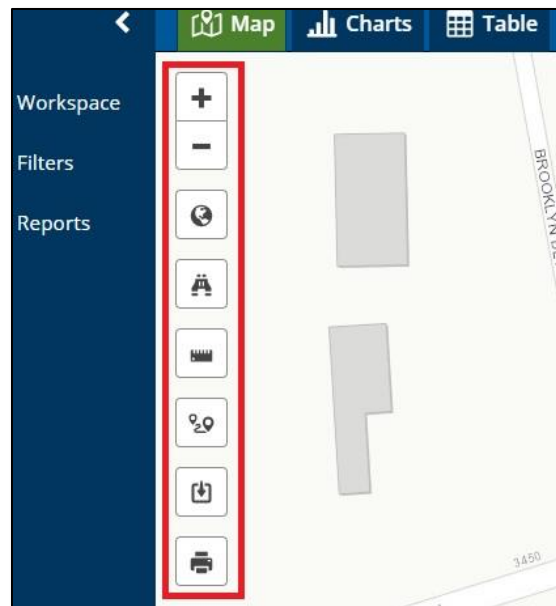 Map
Charts
Table
Workspace
Filters
Reports
BROOKLYN
3450